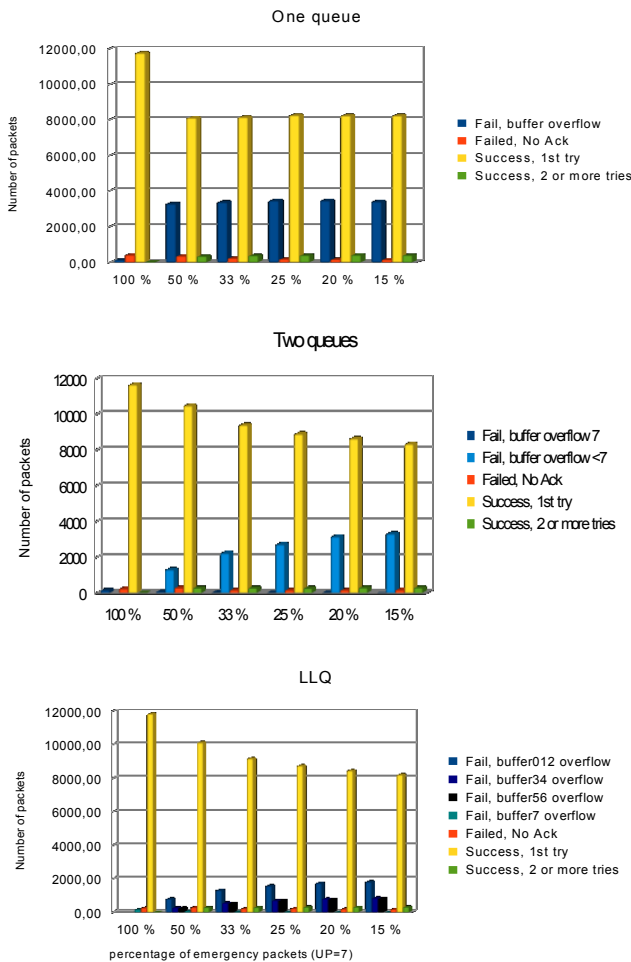 One queue
12000,00
10000,00
8000,00
6000,00
4000,00
2000,00
0,00
Number of packets
100 % 50 % 33 % 25 % 20 % 15 %
Fail, buffer overflow
Failed, No Ack
Success, 1st try
Success, 2 or more tries
Two queues
12000
10000
8000
6000
4000
2000
0
Number of packets
100 % 50 % 33 % 25 % 20 % 15 %
Fail, buffer overflow 7
Fail, buffer overflow <7
Failed, No Ack
Success, 1st try
Success, 2 or more tries
LLQ
12000,00
10000,00
8000,00
6000,00
4000,00
2000,00
0,00
Number of packets
100 % 50 % 33 % 25 % 20 % 15 %
percentage of emergency packets (UP=7)
Fail, buffer012 overflow
Fail, buffer34 overflow
Fail, buffer56 overflow
Fail, buffer7 overflow
Failed, No Ack
Success, 1st try
Success, 2 or more tries